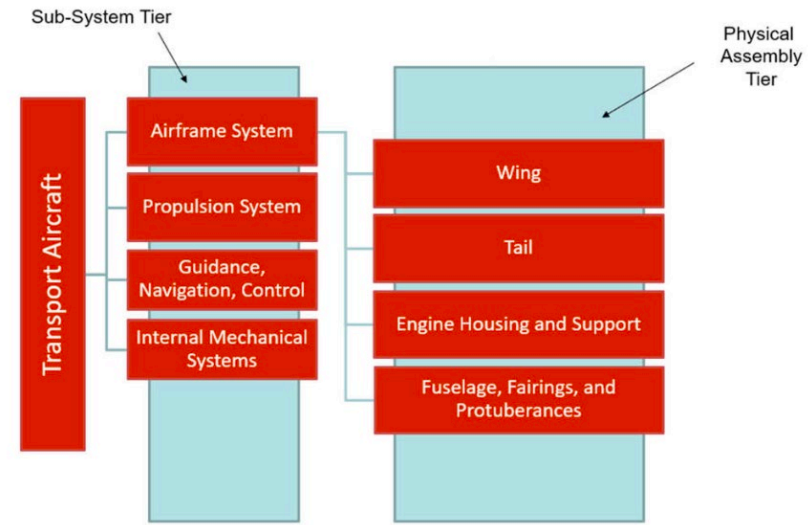 Sub-System Tier
Physical
Assembly
Tier
Transport Aircraft
Airframe System
Propulsion System
Guidance,
Navigation, Control
Internal Mechanical
Systems
Wing
Tail
Engine Housing and Support
Fuselage, Fairings, and
Protuberances